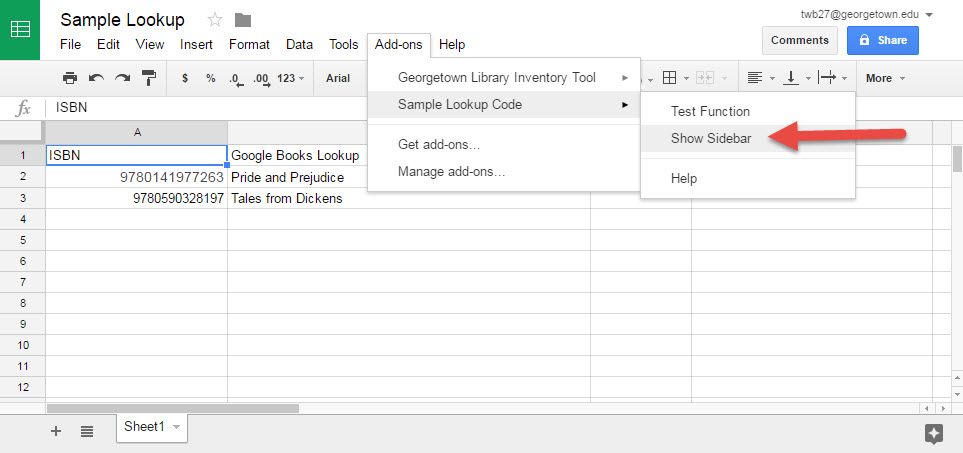 Sample Lookup
twb27@georgetown.edu
File Edit View Insert Format Data Tools Add-ons Help
Comments
Share
$ % .0 .00 123 Arial
More
Georgetown Library Inventory Tool
Sample Lookup Code
Get add-ons...
Manage add-ons...
Test Function
Show Sidebar
Help
fx ISBN
A
1 ISBN Google Books Lookup
2 9780141977263 Pride and Prejudice
3 9780590328197 Tales from Dickens
4
5
6
7
8
9
10
11
12
+ Sheet1